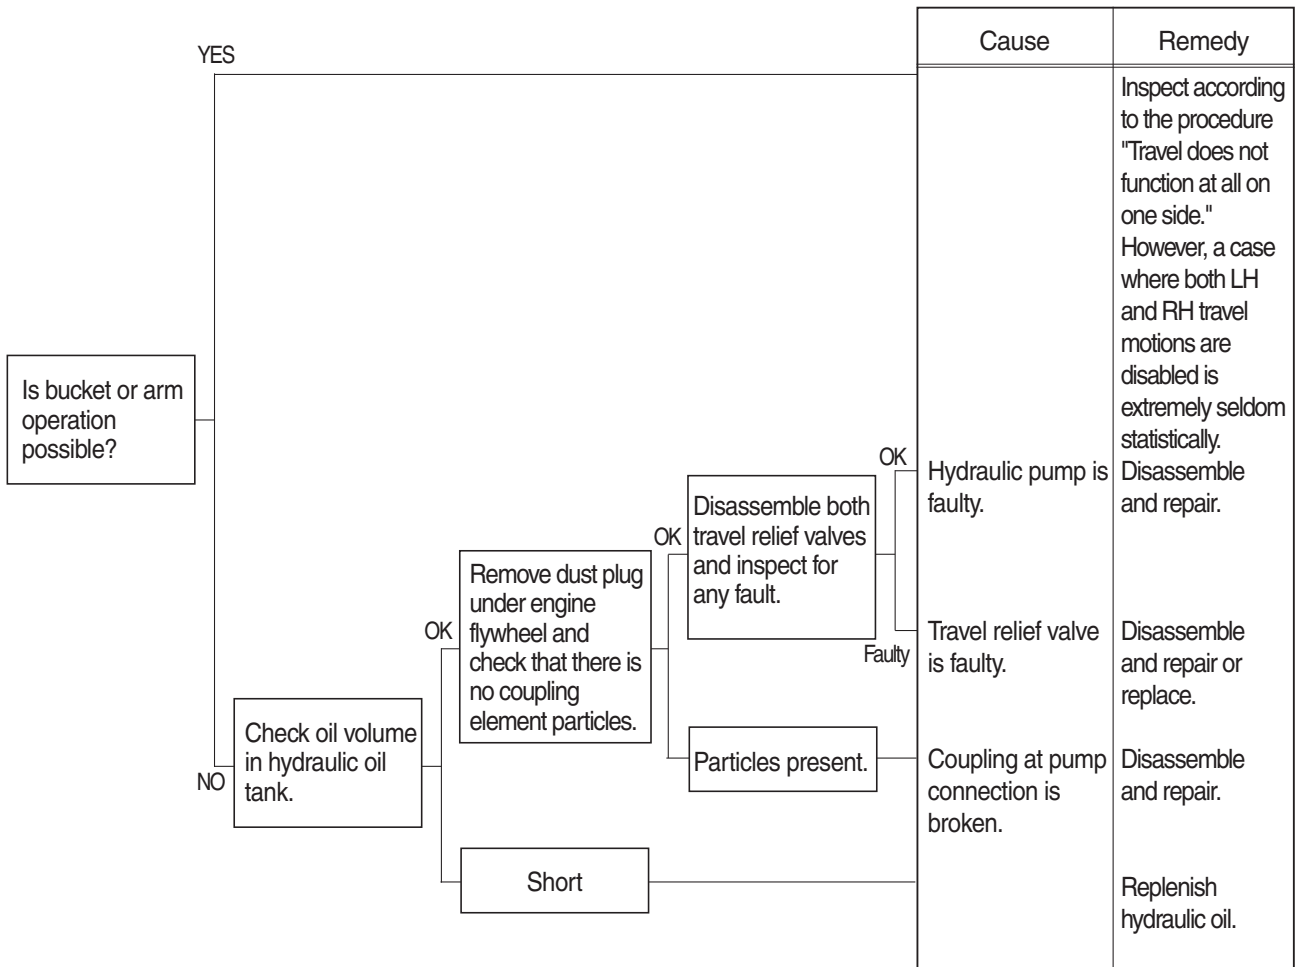 Cause
Remedy
YES
Inspect according
to the procedure
"Travel does not
function at all on
one side."
However, a case
where both LH
and RH travel
motions are
disabled is
extremely seldom
statistically.
Is bucket or arm
operation
possible?
NO
Check oil volume
in hydraulic oil
tank.
OK
Remove dust plug
under engine
flywheel and
check that there is
no coupling
element particles.
OK
Disassemble both
travel relief valves
and inspect for
any fault.
OK
Hydraulic pump is
faulty.
Disassemble
and repair.
Faulty
Travel relief valve
is faulty.
Disassemble
and repair or
replace.
Particles present.
Coupling at pump
connection is
broken.
Disassemble
and repair.
Short
Replenish
hydraulic oil.